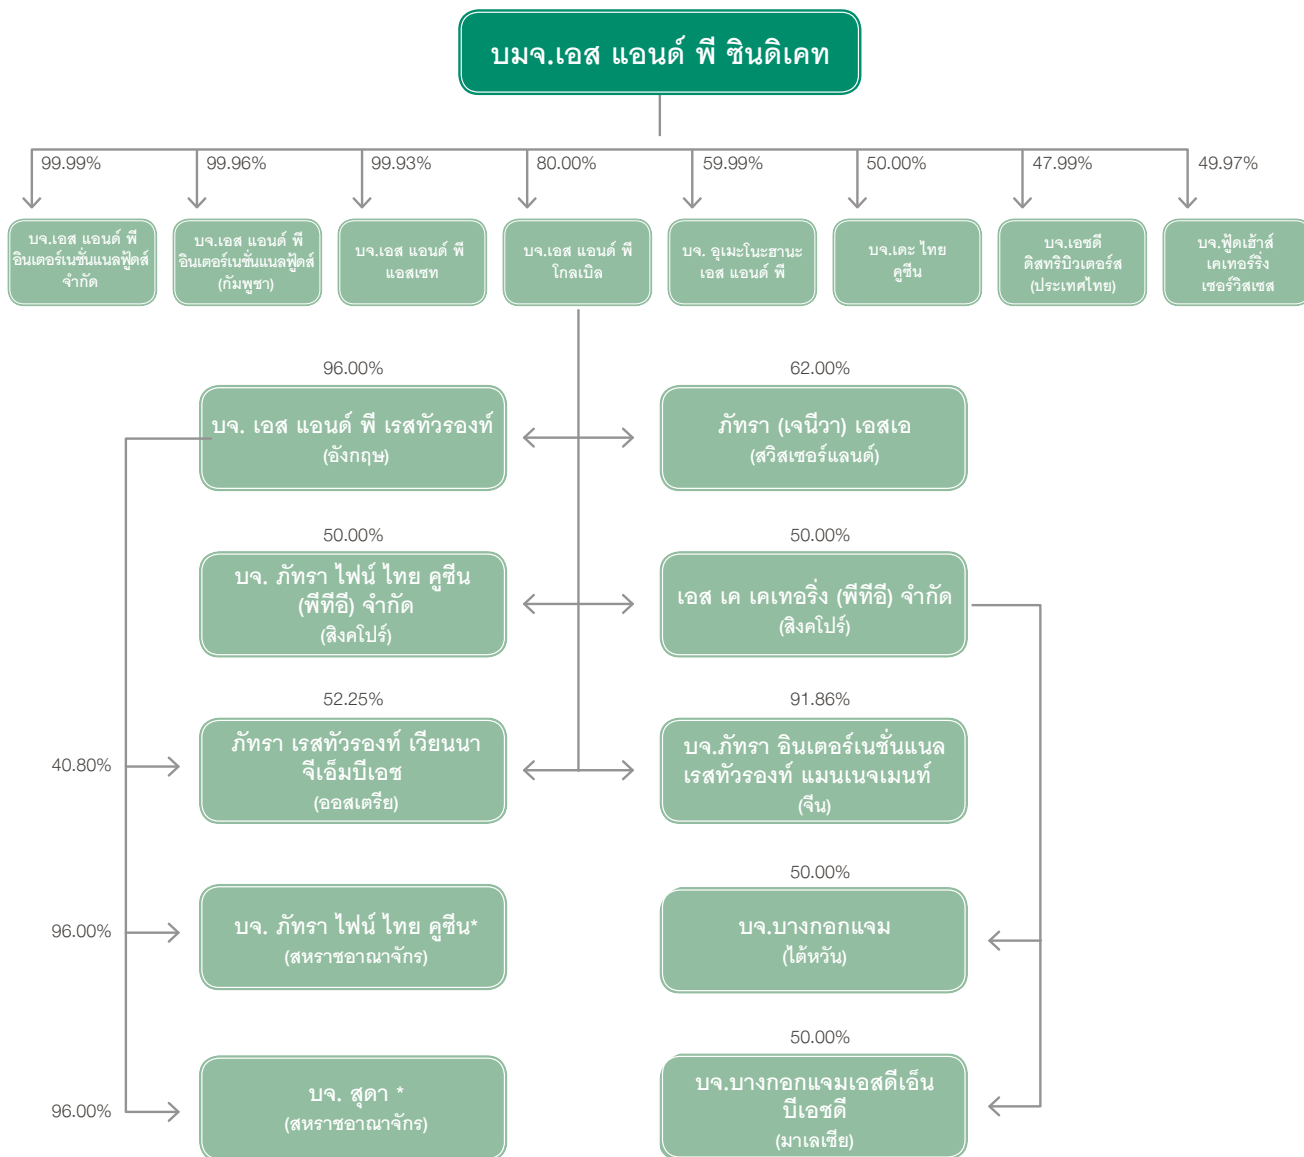 บมจ.เอส แอนด์ พี ซินดิเคท
99.99%
99.96%
99.93%
80.00%
59.99%
50.00%
47.99%
49.97%
บจ.เอส แอนด์ พี
อินเตอร์เนชั่นแนลฟู้ดส์
จำกัด
บจ.เอส แอนด์ พี
อินเตอร์เนชั่นแนลฟู้ดส์
(กัมพูชา)
บจ.เอส แอนด์ พี
แอสเซท
บจ.เอส แอนด์ พี
โกลเบิล
บจ. อุเมะโนะฮานะ
เอส แอนด์ พี
บจ.เตะ ไทย
คูซีน
บจ.เอชดี
ดิสทริบิวเตอร์ส
(ประเทศไทย)
บจ.ฟู้ดเฮ้าส์
เคเทอร์ริ่ง
เซอร์วิสเซส
96.00%
62.00%
บจ. เอส แอนด์ พี เรสทัวรองท์
(อังกฤษ)
ภัทรา (เจนีวา) เอสเอ
(สวิสเซอร์แลนด์)
50.00%
50.00%
บจ. ภัทรา ไฟน์ ไทย คูซีน
(พีทีอี) จำกัด
(สิงคโปร์)
เอส เค เคเทอริ่ง (พีทีอี) จำกัด
(สิงคโปร์)
52.25%
91.86%
40.80%
ภัทรา เรสทัวรองท์ เวียนนา
จีเอ็มบีเอช
(ออสเตรีย)
บจ.ภัทรา อินเตอร์เนชั่นแนล
เรสทัวรองท์ แมนเนจเมนท์
(จีน)
50.00%
96.00%
บจ. ภัทรา ไฟน์ ไทย คูซีน*
(สหราชอาณาจักร)
บจ.บางกอกแจม
(ไต้หวัน)
50.00%
96.00%
บจ. สุดา *
(สหราชอาณาจักร)
บจ.บางกอกแจมเอสดีเอ็น
บีเอชดี
(มาเลเซีย)